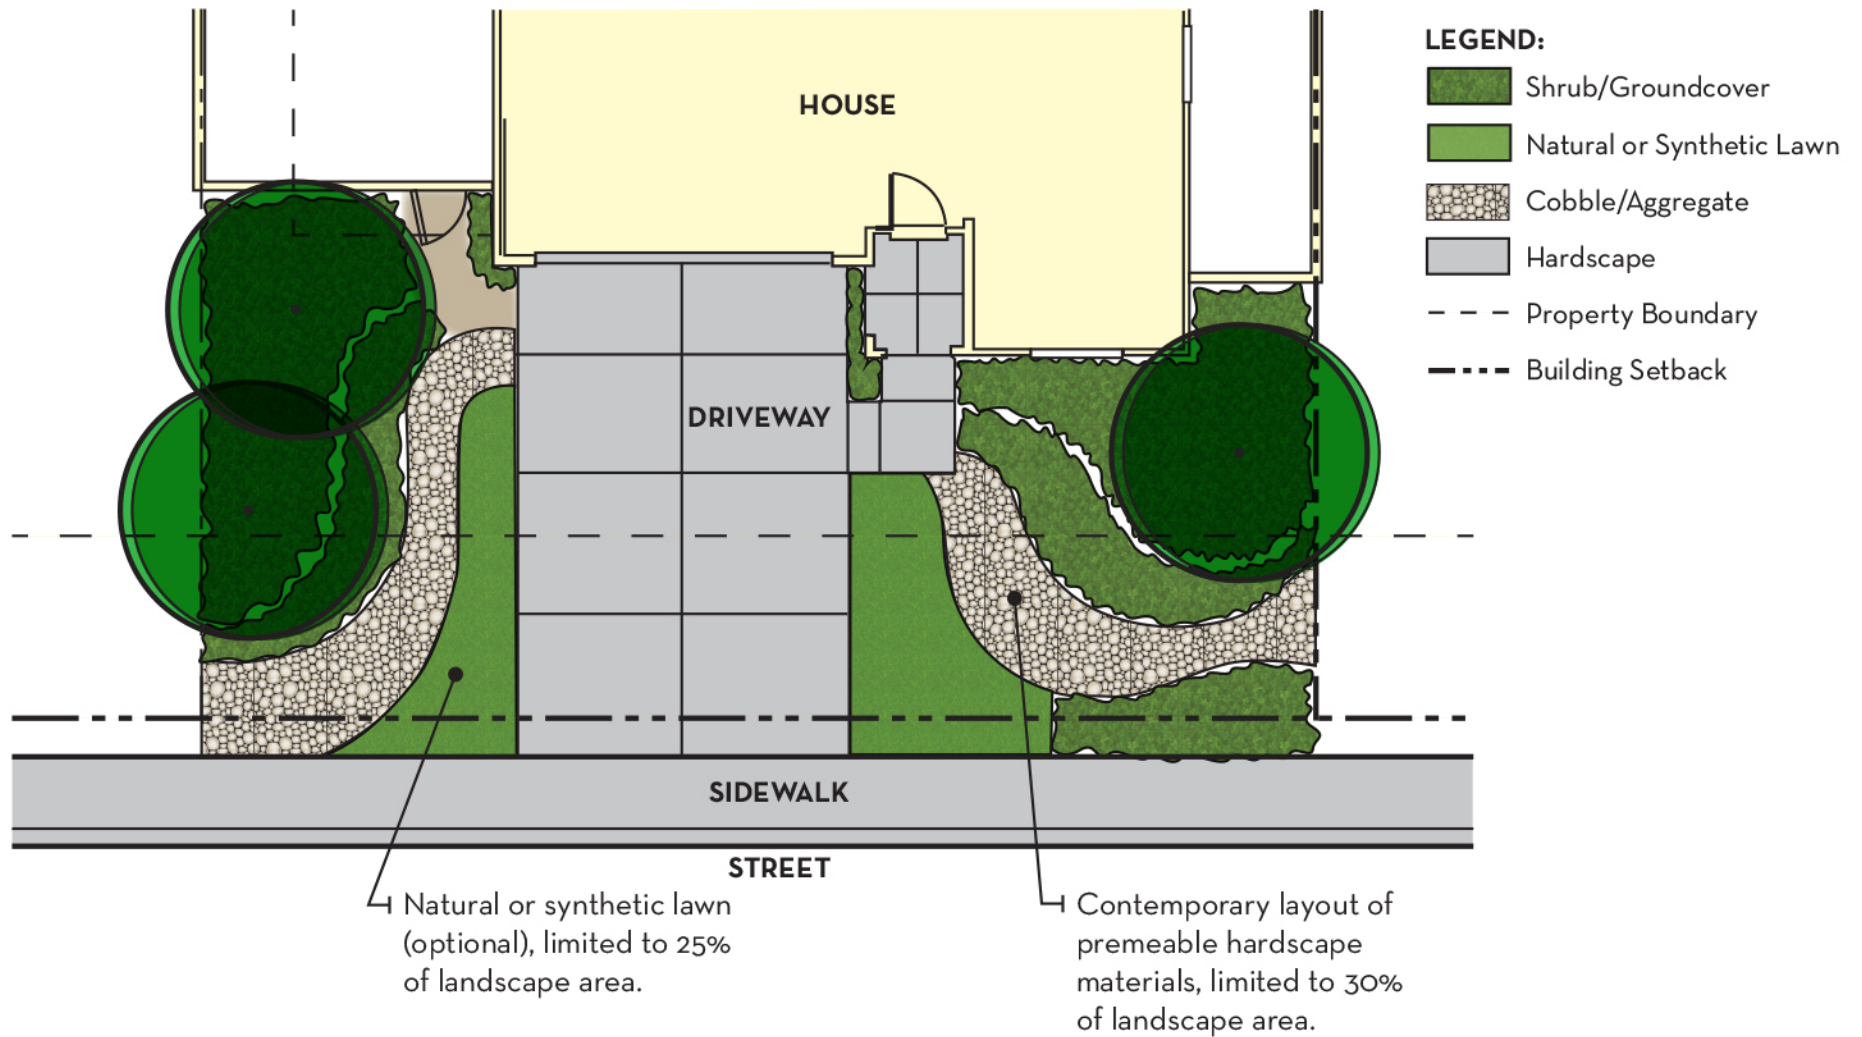 HOUSE
DRIVEWAY
SIDEWALK
STREET
LEGEND:
Shrub/Groundcover
Natural or Synthetic Lawn
Cobble/Aggregate
Hardscape
Property Boundary
Building Setback
Natural or synthetic lawn
(optional), limited to 25%
of landscape area.
Contemporary layout of
premeable hardscape
materials, limited to 30%
of landscape area.